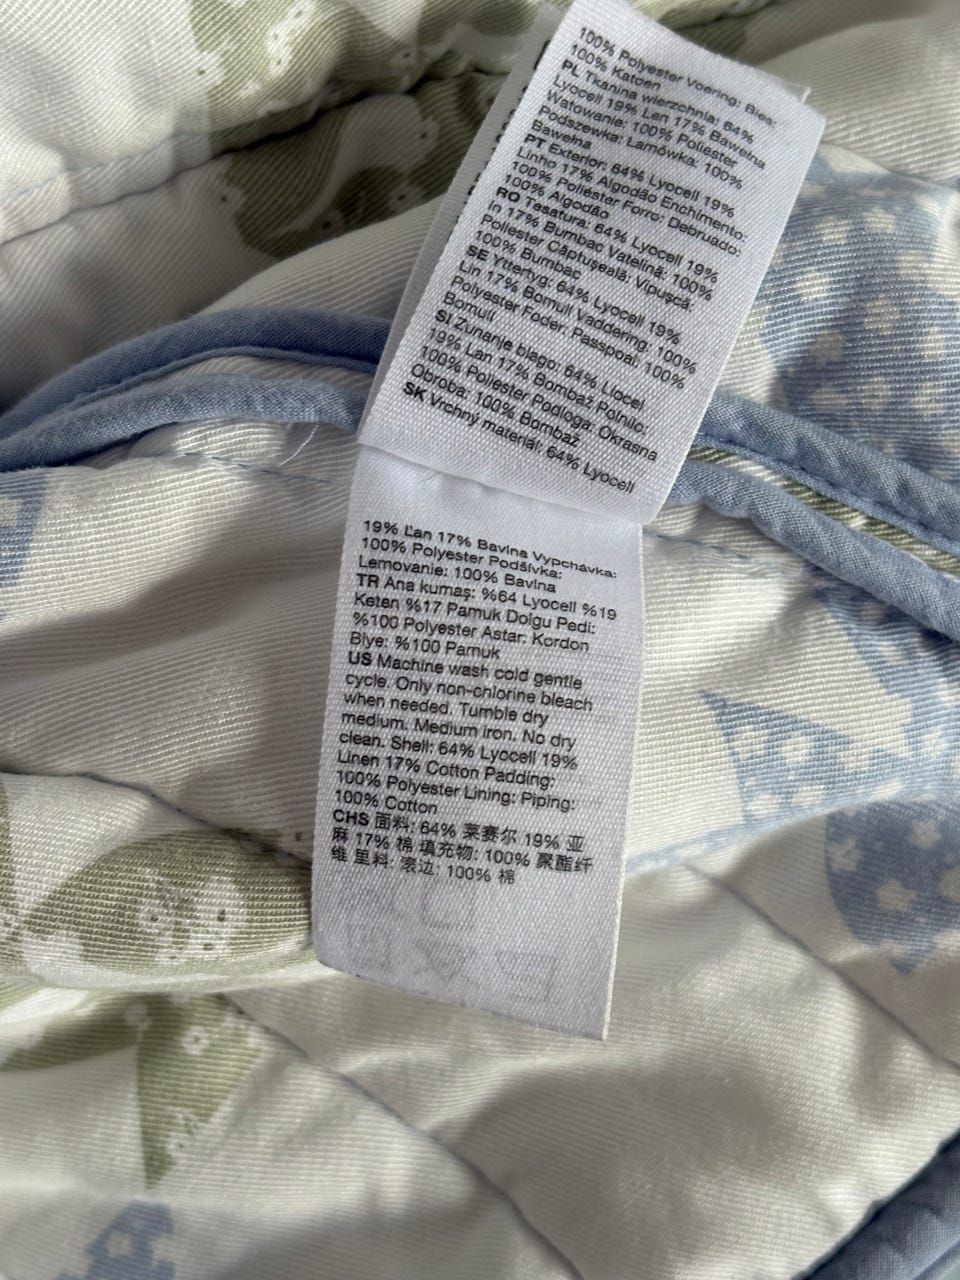 100% Polyester Voering: Bies:
100% Katoen
PL Tkanina wierzchnia: 64%
Lyocell 19% Len 17% Bawełna
Watowanie: 100% Poliester
Podszewka: Lamówka: 100%
Bawełna
PT Exterior: 64% Lyocell 19%
Linho 17% Algodão Enchimento:
100% Poliéster Forro: Debruado:
100% Algodão
RO Tesatura: 64% Lyocell 19%
In 17% Bumbac Vatelină: 100%
Poliester Căptuşeală: Vipuşcă:
100% Bumbac
SE Yttertyg: 64% Lyocell 19%
Lin 17% Bomull Vaddering: 100%
Polyester Foder: Passpoal: 100%
Bomull
SI Zunanje blago: 64% Liocel
19% Lan 17% Bombaž Polnilo:
100% Poliester Podloga: Okrasna
Obroba: 100% Bombaž
SK Vrchný materiál: 64% Lyocell
19% Ľan 17% Bavlna Vypchávka:
100% Polyester Podšívka:
Lemovanie: 100% Bavlna
TR Ana kumaş: %64 Lyocell %19
Keten %17 Pamuk Dolgu Pedi:
%100 Polyester Astar: Kordon
Biye: %100 Pamuk
US Machine wash cold gentle
cycle. Only non-chlorine bleach
when needed. Tumble dry
medium. Medium iron. No dry
clean. Shell: 64% Lyocell 19%
Linen 17% Cotton Padding:
100% Polyester Lining: Piping:
100% Cotton
CHS 面料: 64% 莱赛尔 19% 亚
麻 17% 棉 填充物: 100% 聚酯纤
维 里料: 滚边: 100% 棉